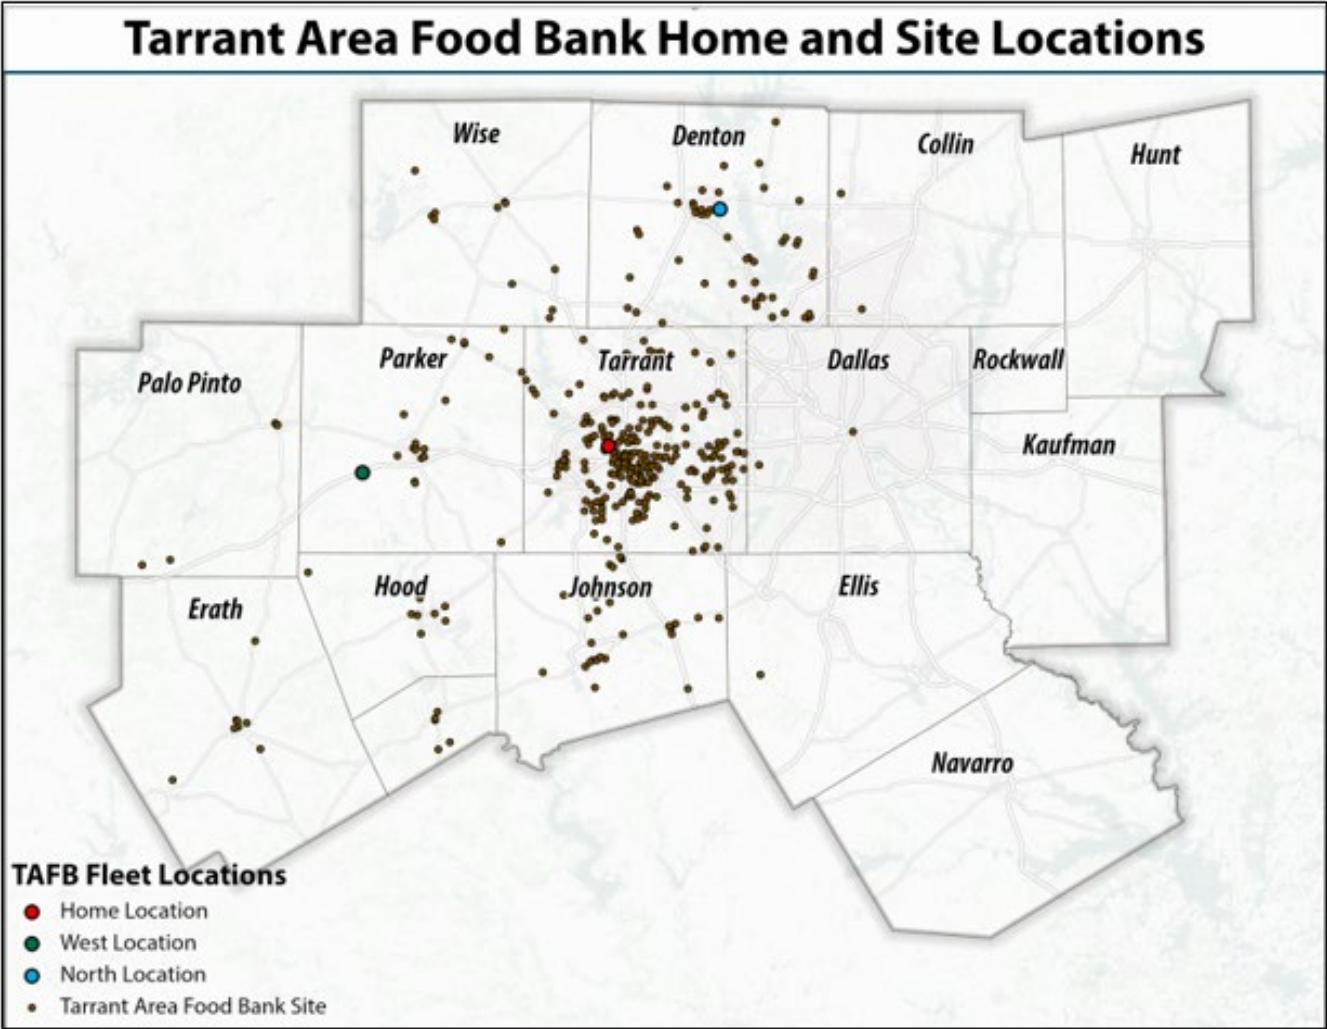 Tarrant Area Food Bank Home and Site Locations
Wise
Denton
Collin
Hunt
Palo Pinto
Parker
Tarrant
Dallas
Rockwall
Kaufman
Erath
Hood
Johnson
Ellis
Navarro
TAFB Fleet Locations
Home Location
West Location
North Location
Tarrant Area Food Bank Site